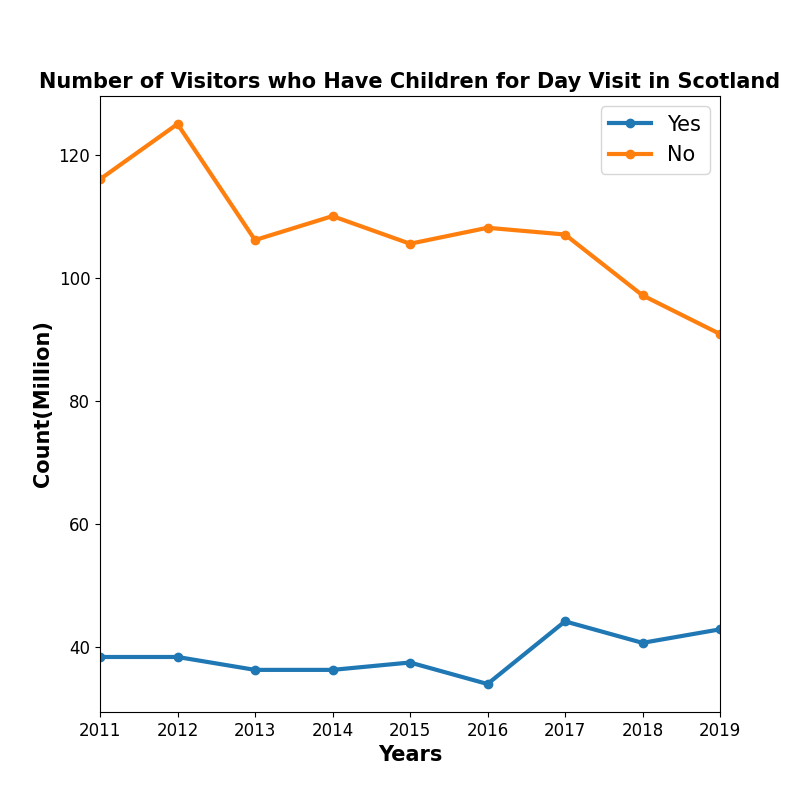 Number of Visitors who Have Children for Day Visit in Scotland
Yes
No
120
100
80
60
40
Count(Million)
2011 2012 2013 2014 2015 2016 2017 2018 2019
Years